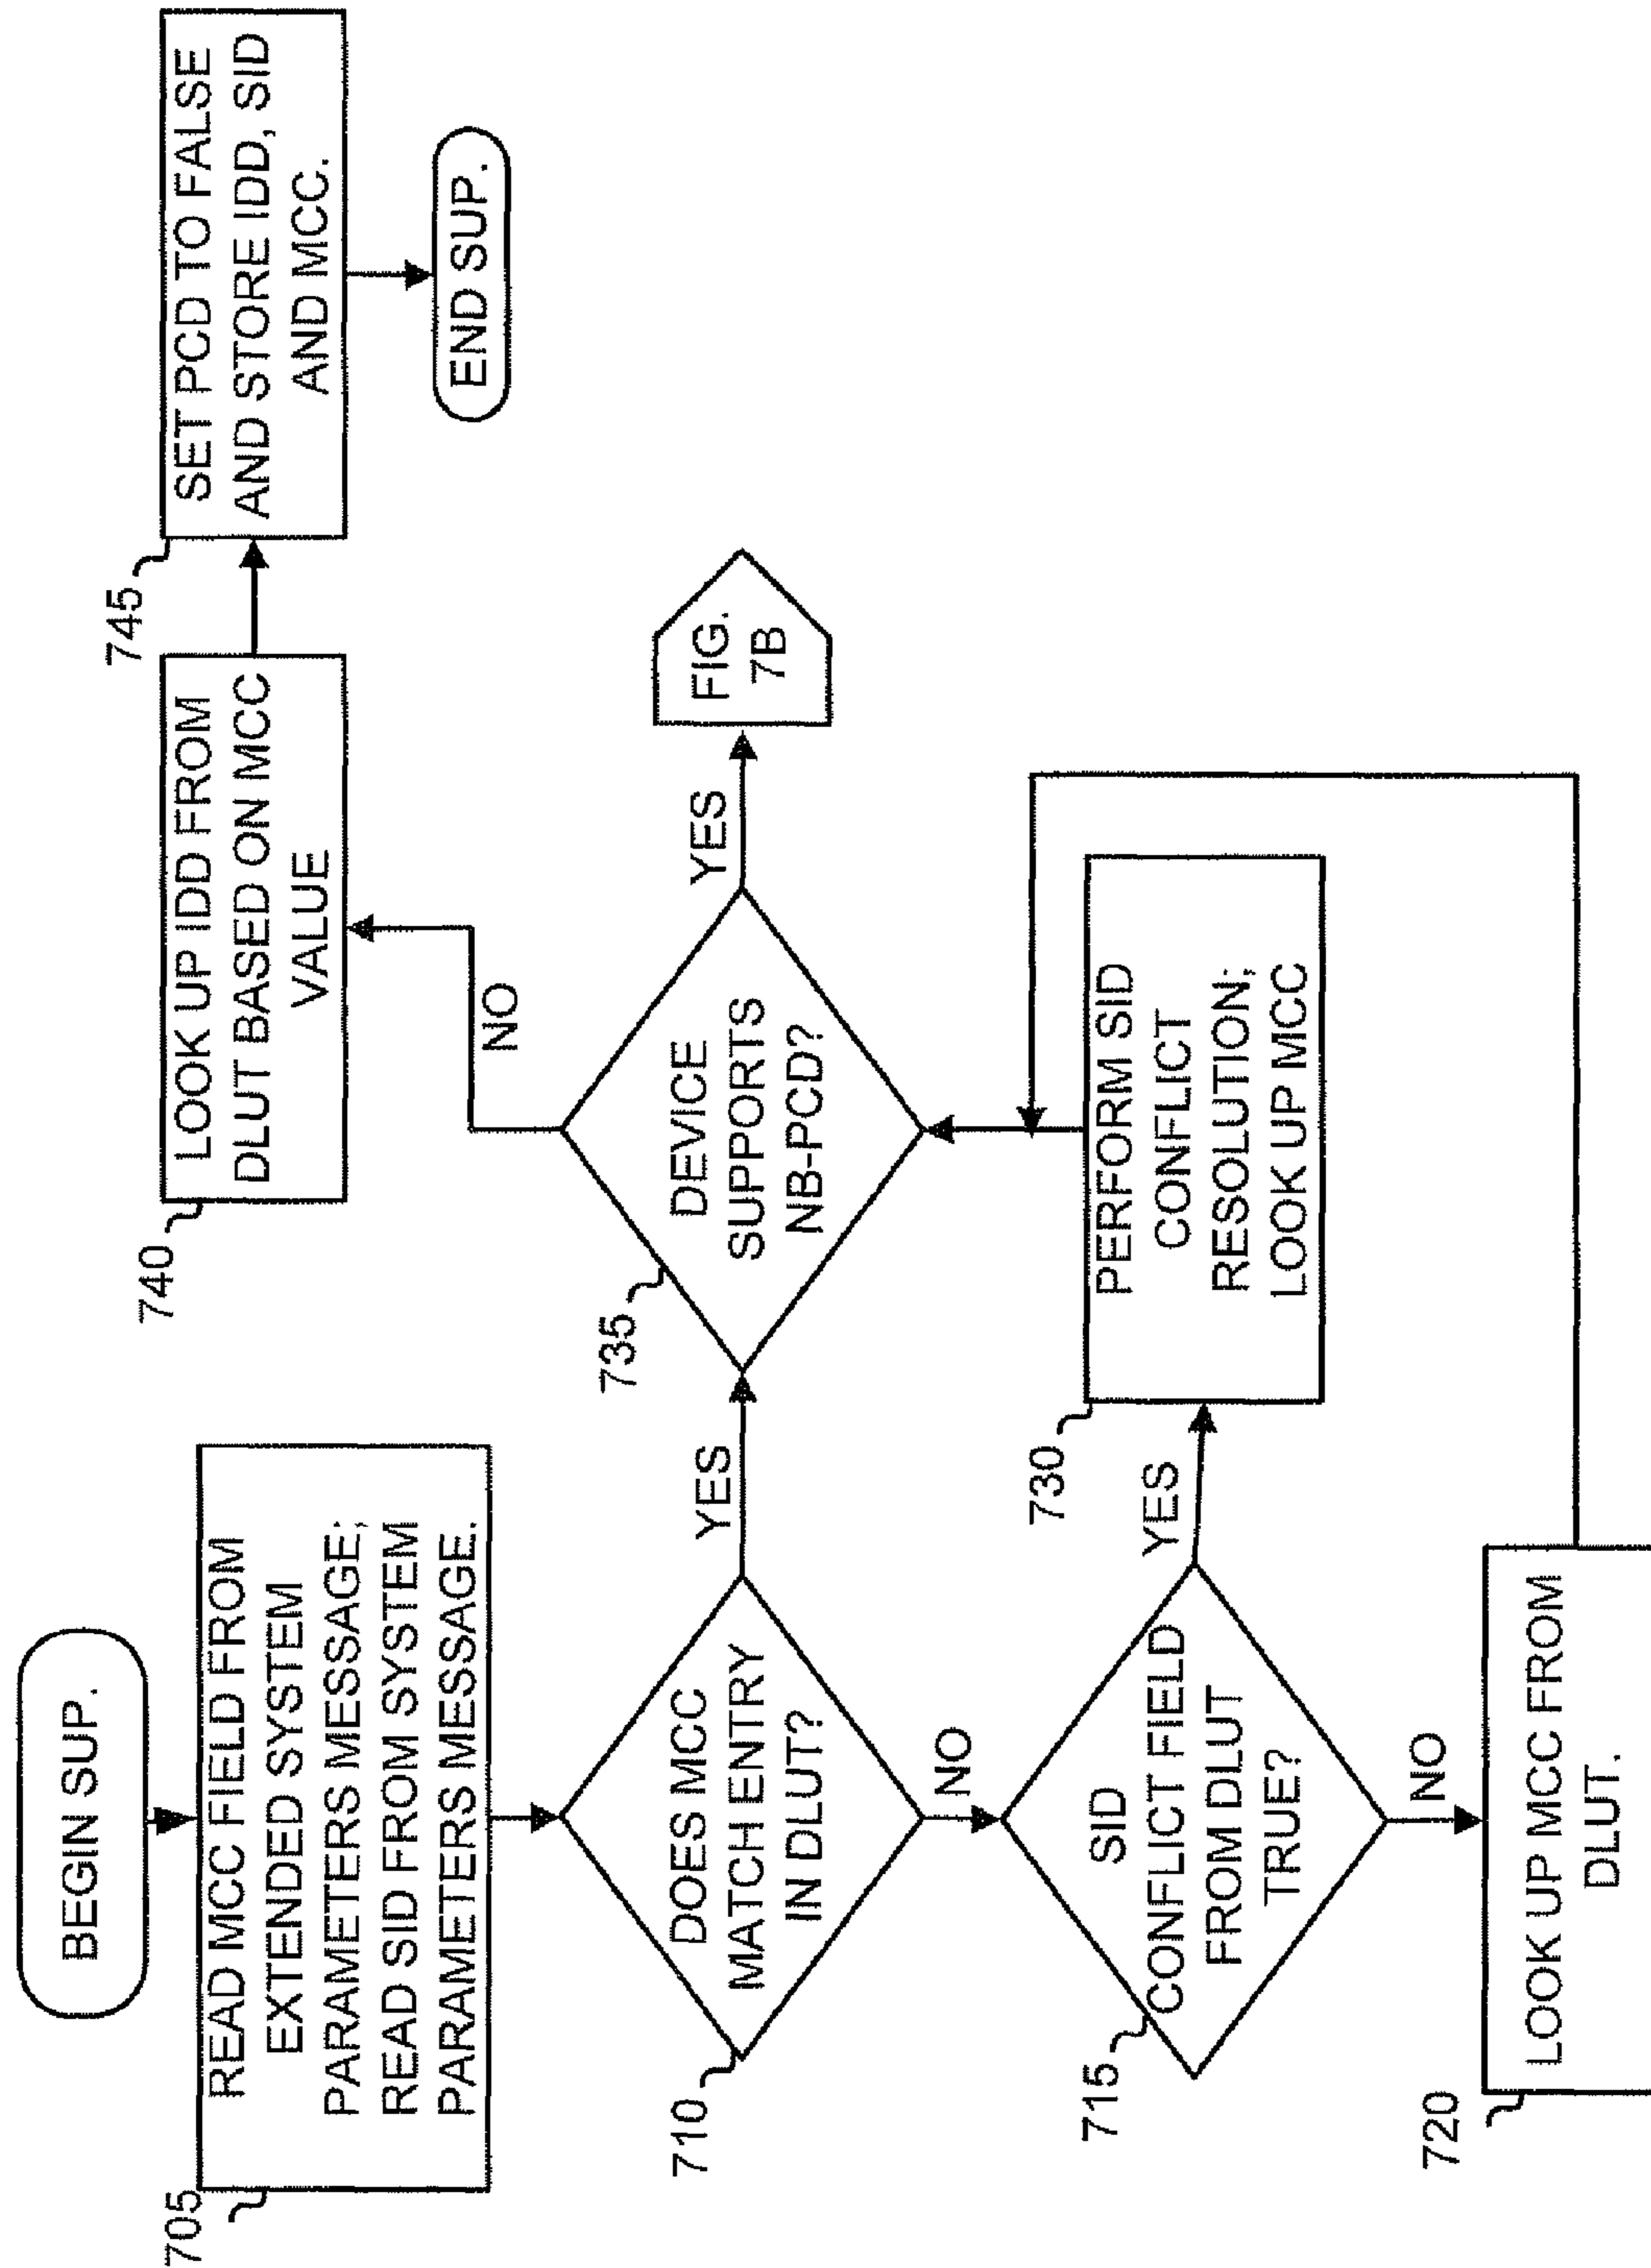 BEGIN SUP.
705
READ MCC FIELD FROM
EXTENDED SYSTEM
PARAMETERS MESSAGE;
READ SID FROM SYSTEM
PARAMETERS MESSAGE.
710
DOES MCC
MATCH ENTRY
IN DLUT?
YES
NO
715
SID
CONFLICT FIELD
FROM DLUT
TRUE?
YES
NO
720
LOOK UP MCC FROM
DLUT.
730
PERFORM SID
CONFLICT
RESOLUTION;
LOOK UP MCC
735
DEVICE
SUPPORTS
NB-PCD?
YES
NO
FIG.
7B
740
LOOK UP IDD FROM
DLUT BASED ON MCC
VALUE
745
SET PCD TO FALSE
AND STORE IDD, SID
AND MCC.
END SUP.